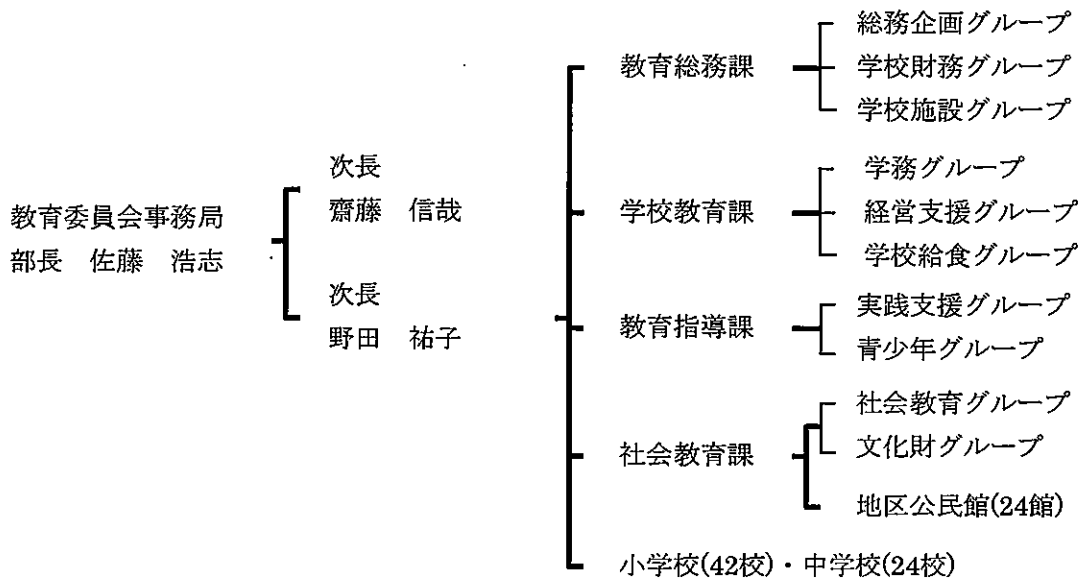 教育委員会事務局
部長 佐藤 浩志
次長
齋藤 信哉
次長
野田 祐子
教育総務課
総務企画グループ
学校財務グループ
学校施設グループ
学校教育課
学務グループ
経営支援グループ
学校給食グループ
教育指導課
実践支援グループ
青少年グループ
社会教育課
社会教育グループ
文化財グループ
地区公民館(24館)
小学校(42校)・中学校(24校)